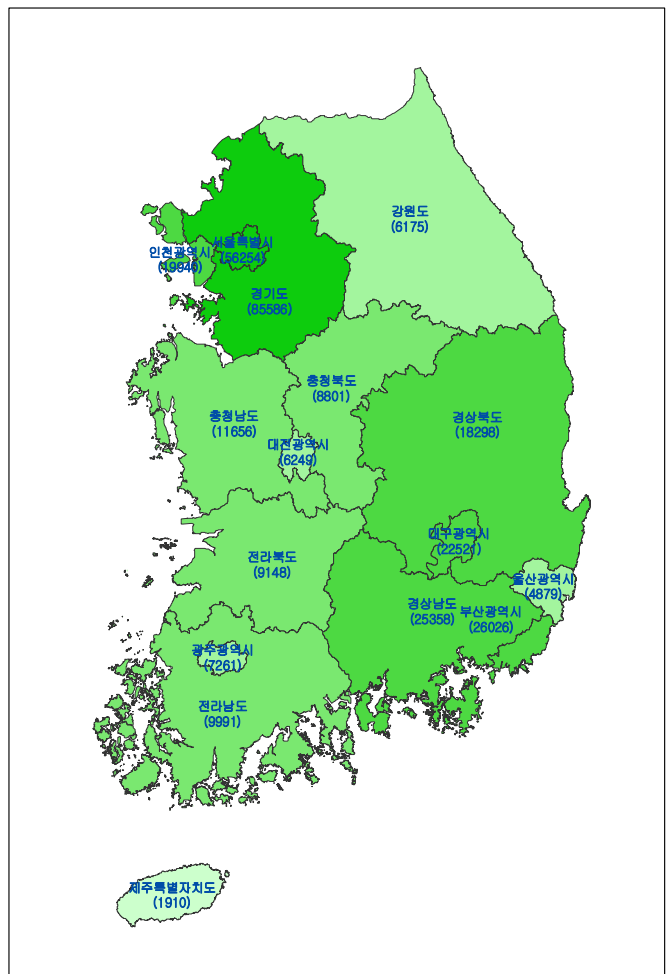 강원도
(6175)
서울특별시
(56254)
인천광역시
(19940)
경기도
(85586)
충청북도
(8801)
충청남도
(11656)
경상북도
(18298)
대전광역시
(6249)
대구광역시
(22521)
전라북도
(9148)
울산광역시
(4879)
경상남도
(25358)
부산광역시
(26026)
광주광역시
(7261)
전라남도
(9991)
제주특별자치도
(1910)